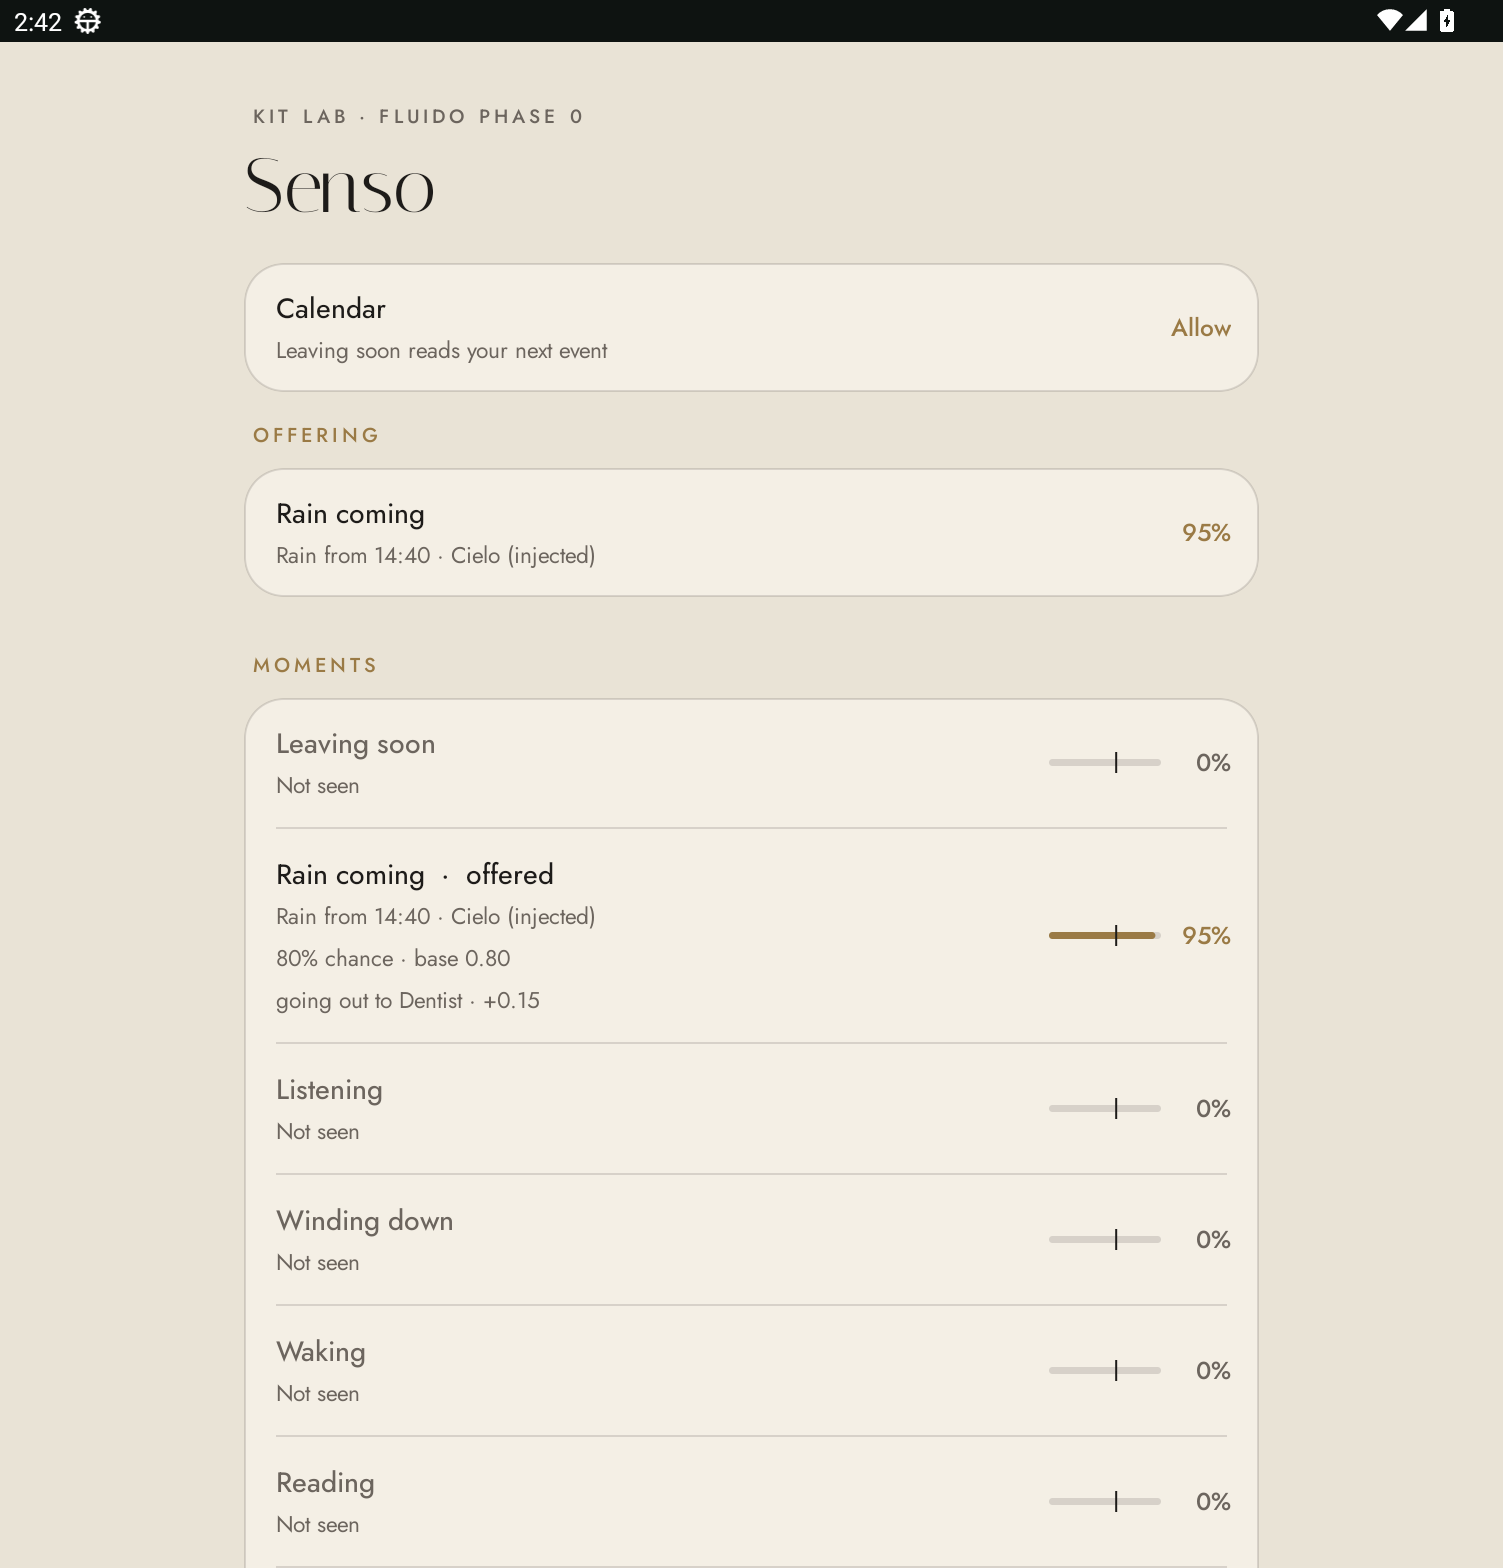 2:42
KIT LAB · FLUIDO PHASE 0
Senso
Calendar
Leaving soon reads your next event
Allow
OFFERING
Rain coming
Rain from 14:40 · Cielo (injected)
95%
MOMENTS
Leaving soon
Not seen
0%
Rain coming · offered
Rain from 14:40 · Cielo (injected)
80% chance · base 0.80
going out to Dentist · +0.15
95%
Listening
Not seen
0%
Winding down
Not seen
0%
Waking
Not seen
0%
Reading
Not seen
0%